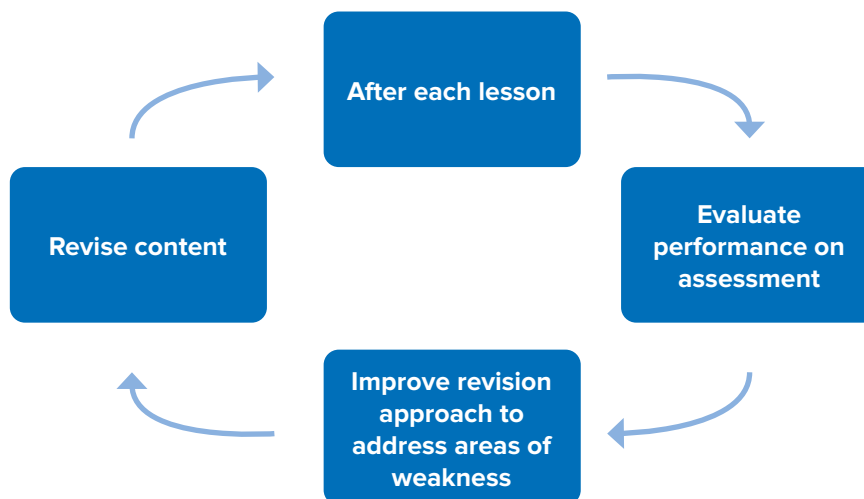 After each lesson
Evaluate
performance on
assessment
Improve revision
approach to
address areas of
weakness
Revise content